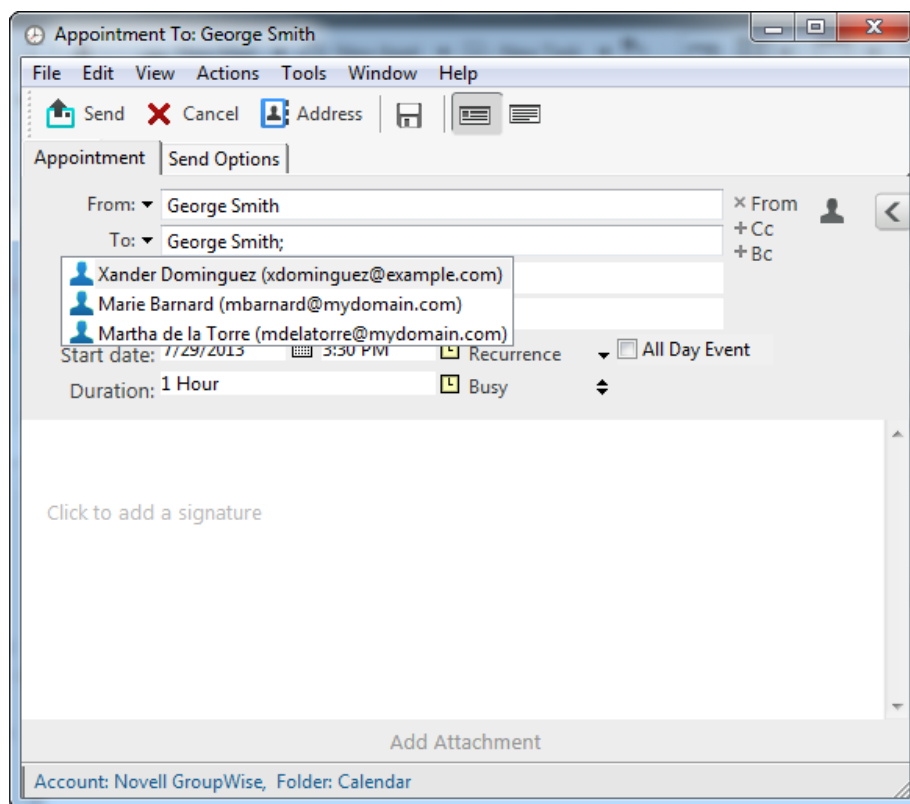 Appointment To: George Smith
File Edit View Actions Tools Window Help
Send Cancel Address
Appointment Send Options
From: George Smith From
To: George Smith; Cc
Bc
Xander Dominguez (xdominguez@example.com)
Marie Barnard (mbarnard@mydomain.com)
Martha de la Torre (mdelatorre@mydomain.com)
Start date: 7/29/2013 3:30 PM Recurrence All Day Event
Duration: 1 Hour Busy
Click to add a signature
Add Attachment
Account: Novell GroupWise, Folder: Calendar